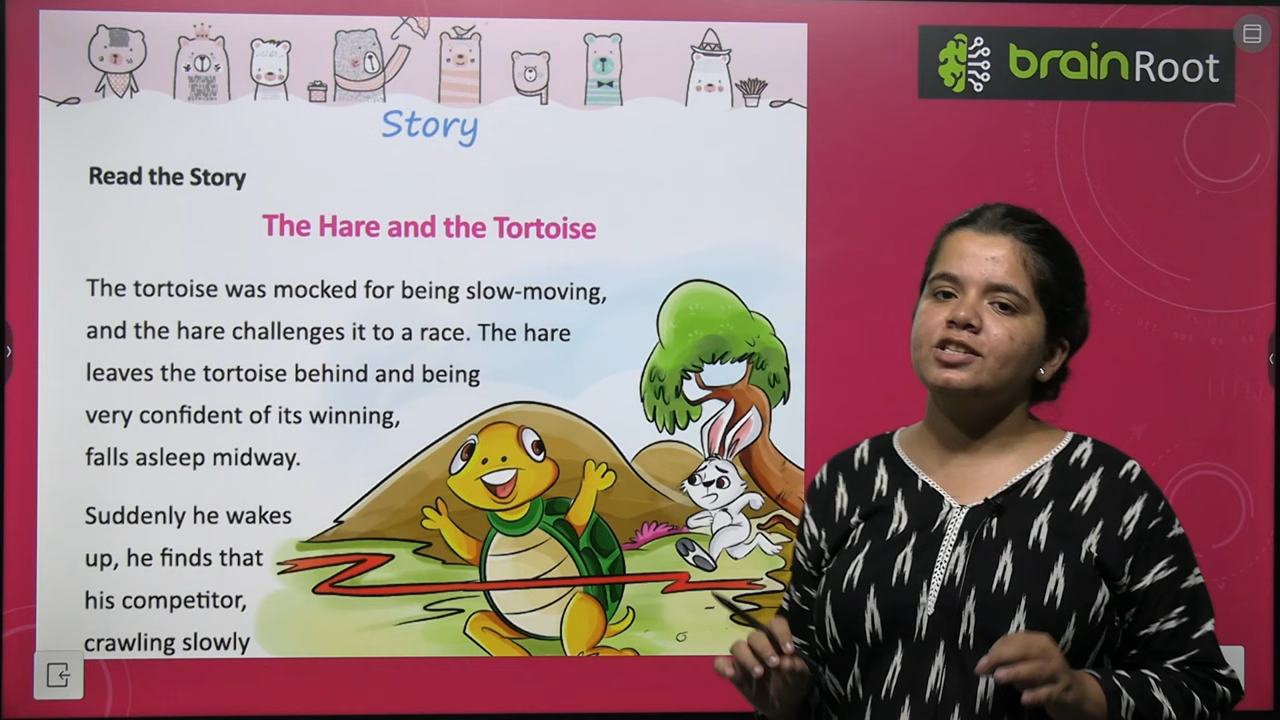 brainRoot
Story
Read the Story
The Hare and the Tortoise
The tortoise was mocked for being slow-moving,
and the hare challenges it to a race. The hare
leaves the tortoise behind and being
very confident of its winning,
falls asleep midway.
Suddenly he wakes
up, he finds that
his competitor,
crawling slowly